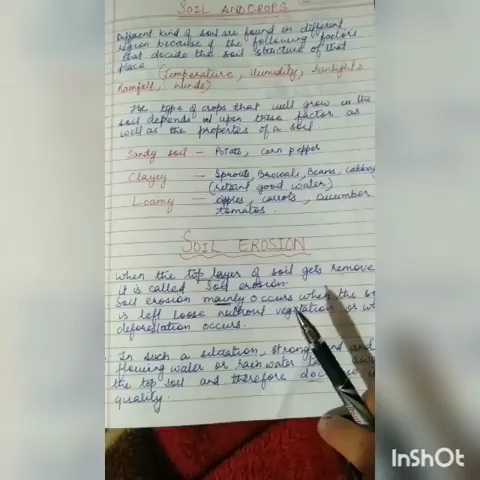 SOIL AND CROPS
Different kind of soil are found in different
region because of the following factors
that decide the soil structure of that
place
(Temperature, Humidity, Sunlight,
Rainfall, Winds)
The type of crops that will grow in the
soil depends upon these factor as
well as the properties of a soil
Sandy soil - Potato, corn pepper
Clayey - Sprouts, Brocali, Beans, cabbag
(retant good water)
Loamy - apples, carrots, cucumber
tomatos.
SOIL EROSION
When the top layer of soil gets remove
it is called Soil erosion
Soil erosion mainly occurs when the
is left loose without vegetation or
deforestation occurs.
In such a situation, strong and
flowing water or rain water
the top soil and therefore
quality.
InShOt